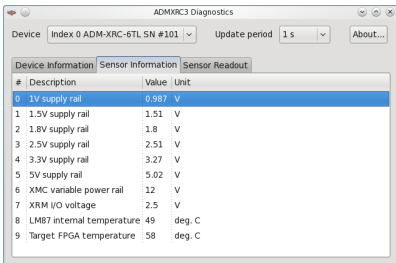 ADMXRC3 Diagnostics
Device Index 0 ADM-XRC-6TL SN #101 Update period 1 s About...
Device Information Sensor Information Sensor Readout
# Description Value Unit
0 1V supply rail 0.987 V
1 1.5V supply rail 1.51 V
2 1.8V supply rail 1.8 V
3 2.5V supply rail 2.51 V
4 3.3V supply rail 3.27 V
5 5V supply rail 5.02 V
6 XMC variable power rail 12 V
7 XRM I/O voltage 2.5 V
8 LM87 internal temperature 49 deg. C
9 Target FPGA temperature 58 deg. C